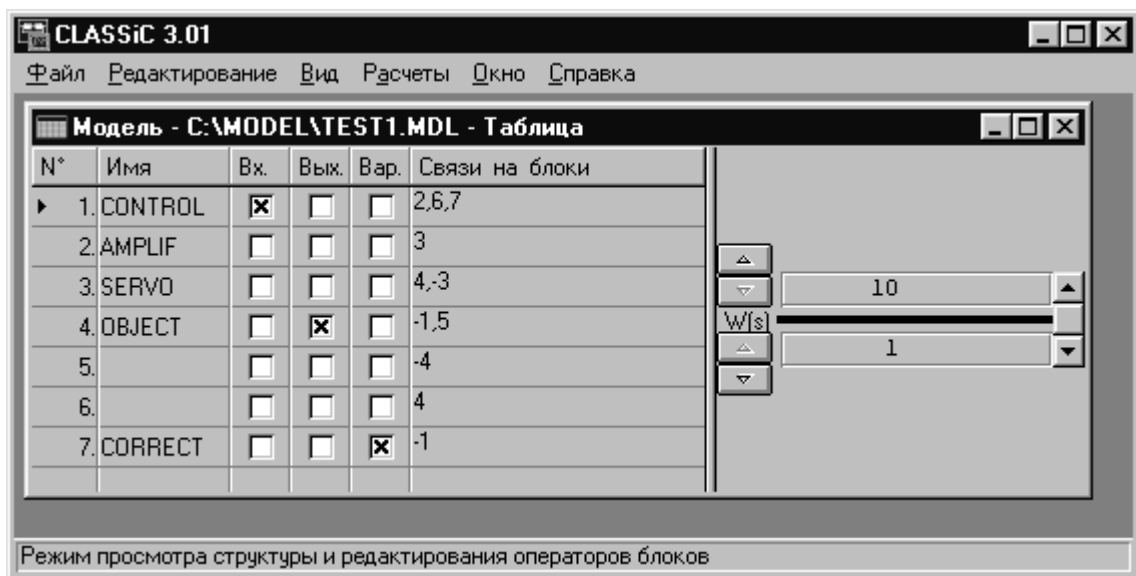 CLASSiC 3.01
Файл Редактирование Вид Расчеты Окно Справка
Модель - C:\MODEL\TEST1.MDL - Таблица
N° Имя Вх. Вых. Вар. Связи на блоки
1. CONTROL 2,6,7
2. AMPLIF 3
3. SERVO 4,-3
4. OBJECT -1,5
5. -4
6. 4
7. CORRECT -1
10
W(s)
1
Режим просмотра структуры и редактирования операторов блоков